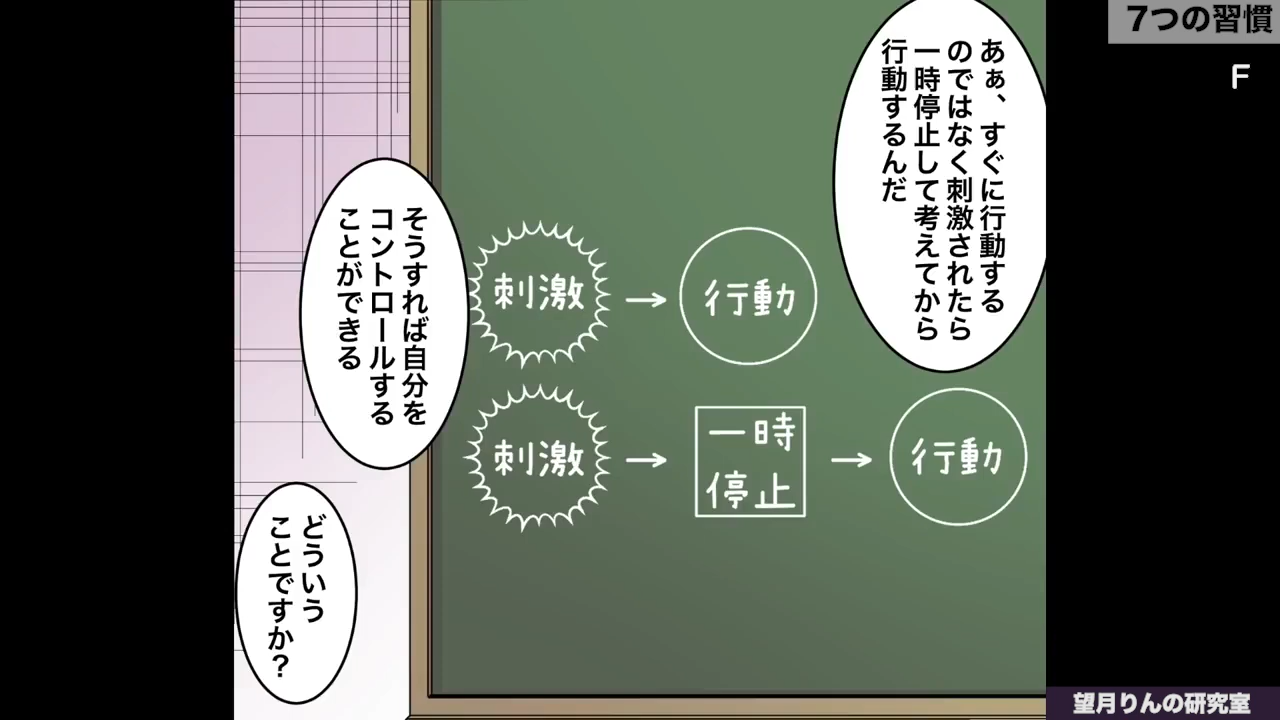 7つの習慣
F
あぁ、すぐに行動する
のではなく刺激されたら
一時停止して考えてから
行動するんだ
そうすれば自分を
コントロールする
ことができる
刺激→行動
刺激→一時
停止→行動
どういう
ことですか？
望月りんの研究室